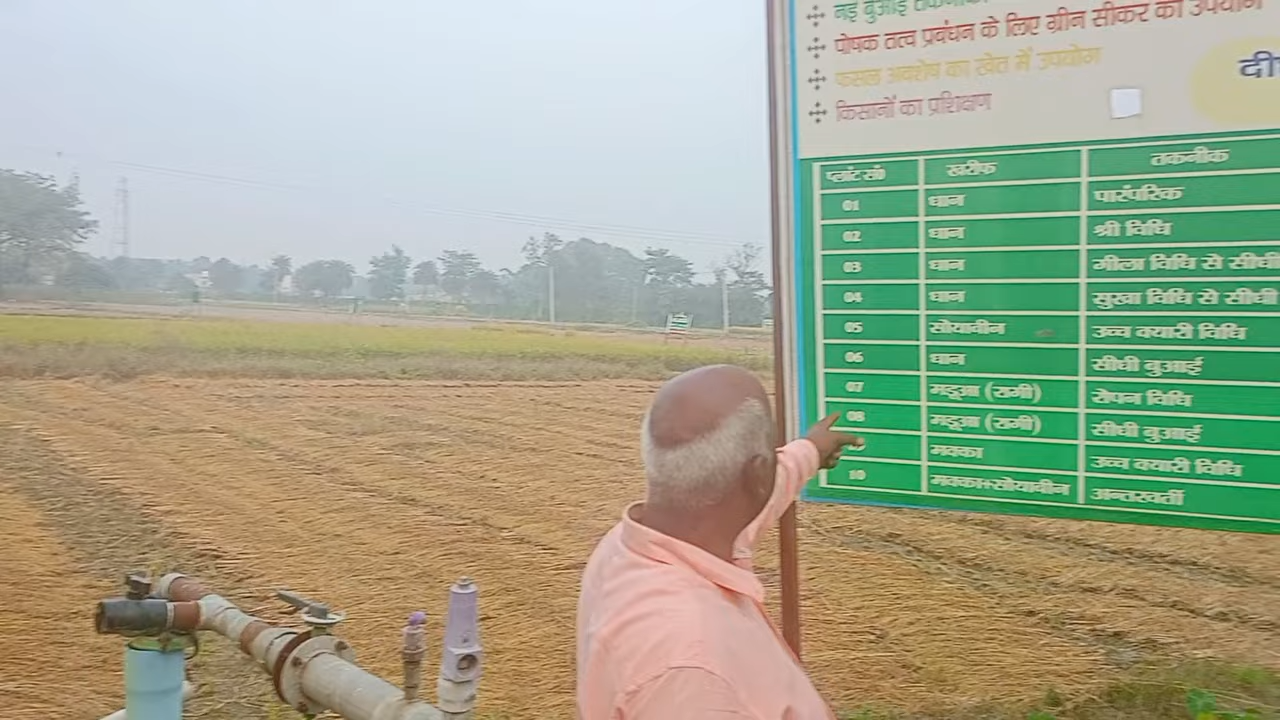 नई बुआई तकनीक
पोषक तत्व प्रबंधन के लिए ग्रीन सीकर का उपयोग
फसल अवशेष का खेत में उपयोग
किसानों का प्रशिक्षण
प्लांट सं० खरीफ तकनीक
01 धान पारंपरिक
02 धान श्री विधि
03 धान गीला विधि से सीधी
04 धान सुखा विधि से सीधी
05 सोयाबीन उच्च क्यारी विधि
06 धान सीधी बुआई
07 मडूआ (रागी) रोपन विधि
08 मडूआ (रागी) सीधी बुआई
मक्का उच्च क्यारी विधि
10 मक्का+सोयाबीन अन्तरवर्ती